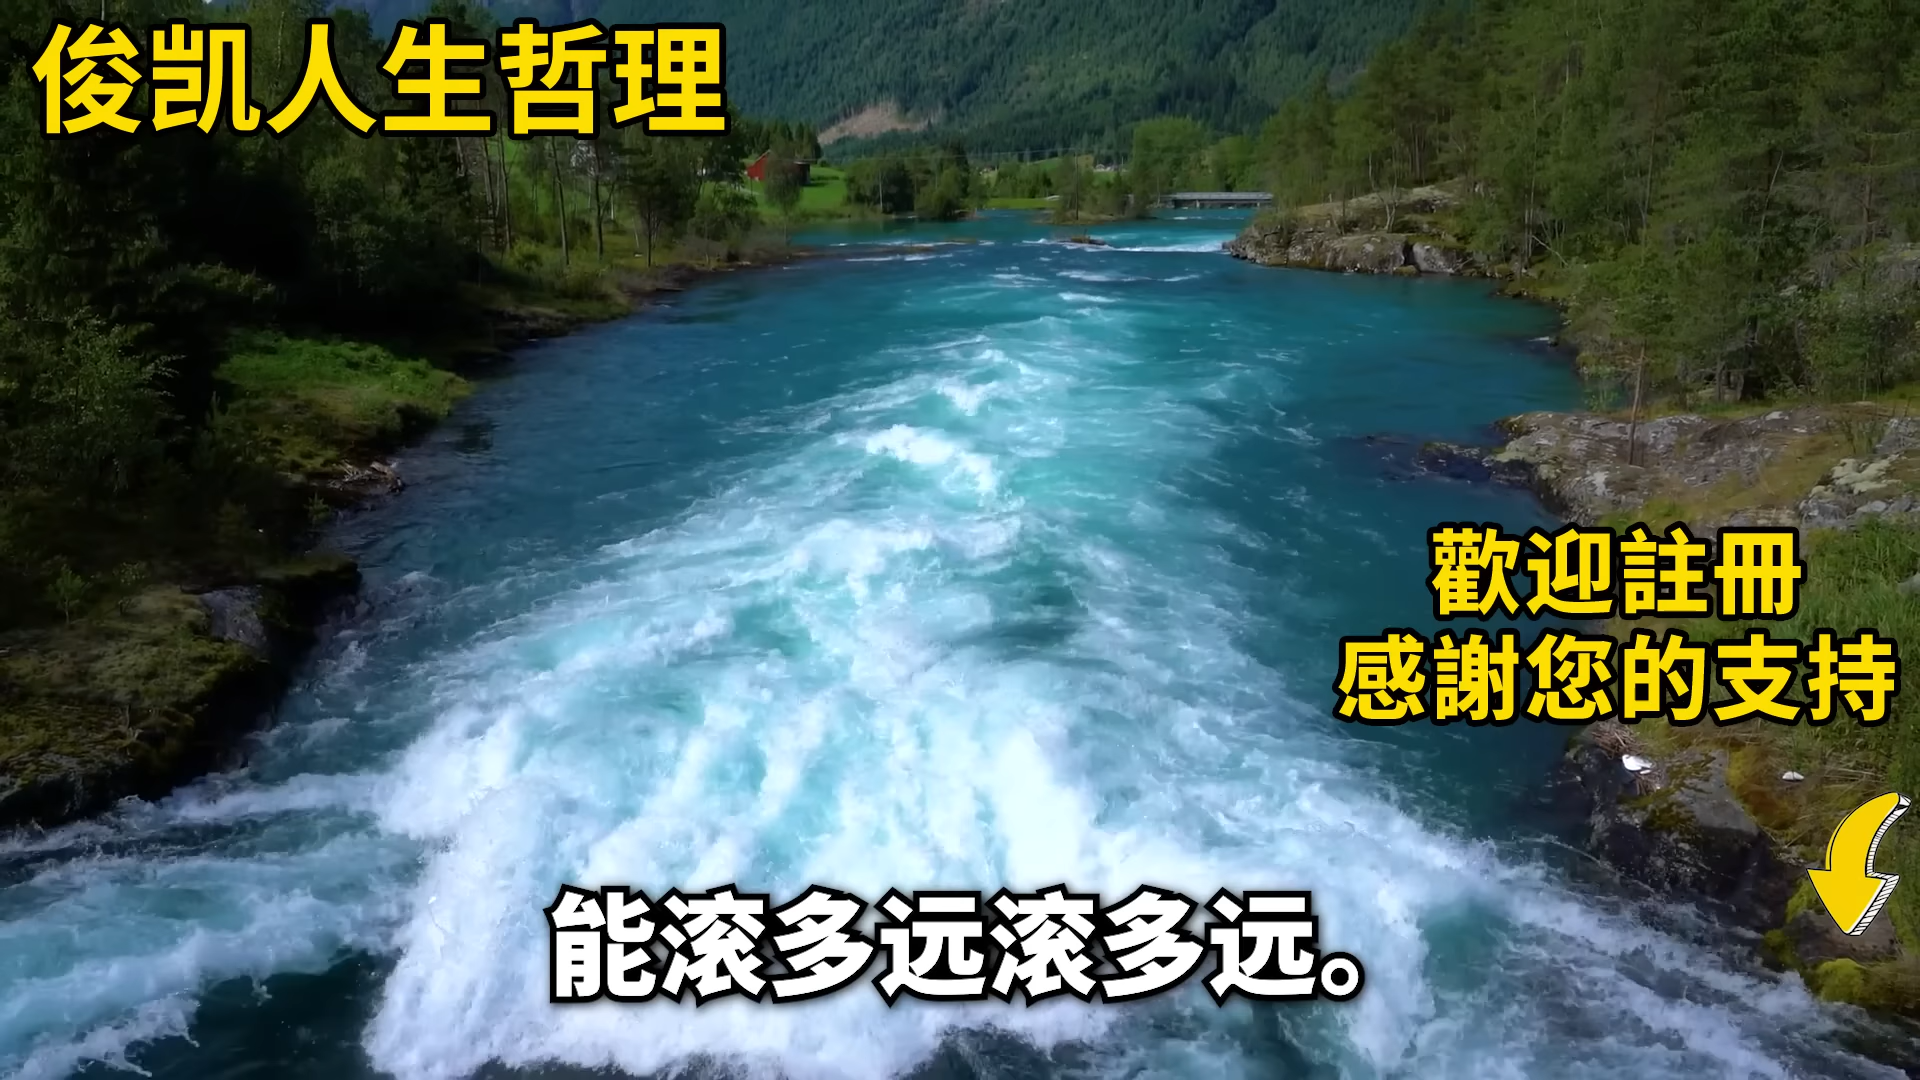 俊凯人生哲理
歡迎註冊
感謝您的支持
能滚多远滚多远。